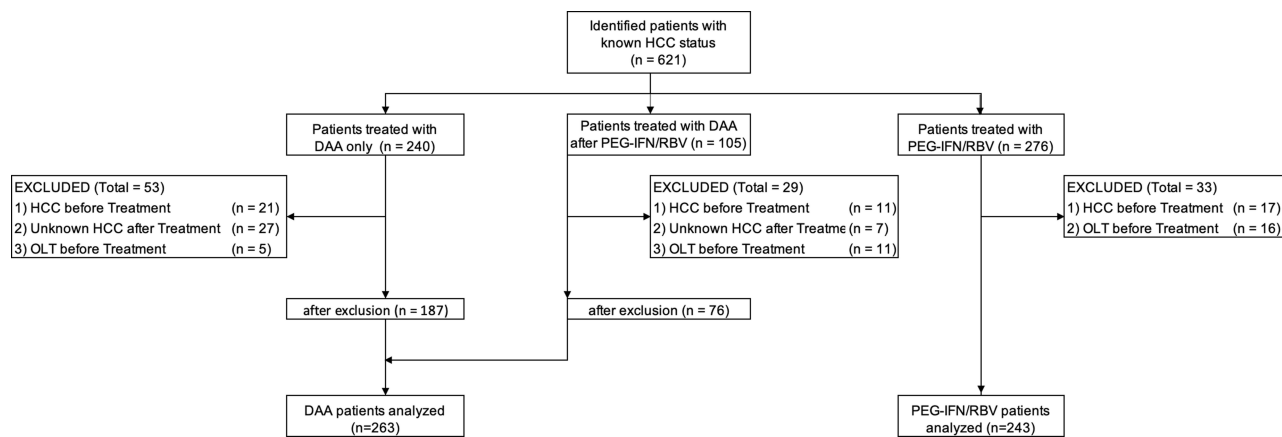 Identified patients with
known HCC status
(n = 621)
Patients treated with
DAA only (n = 240)
Patients treated with DAA
after PEG-IFN/RBV (n = 105)
Patients treated with
PEG-IFN/RBV (n = 276)
EXCLUDED (Total = 53)
1) HCC before Treatment (n = 21)
2) Unknown HCC after Treatment (n = 27)
3) OLT before Treatment (n = 5)
EXCLUDED (Total = 29)
1) HCC before Treatment (n = 11)
2) Unknown HCC after Treatme (n = 7)
3) OLT before Treatment (n = 11)
EXCLUDED (Total = 33)
1) HCC before Treatment (n = 17)
2) OLT before Treatment (n = 16)
after exclusion (n = 187)
after exclusion (n = 76)
DAA patients analyzed
(n=263)
PEG-IFN/RBV patients
analyzed (n=243)